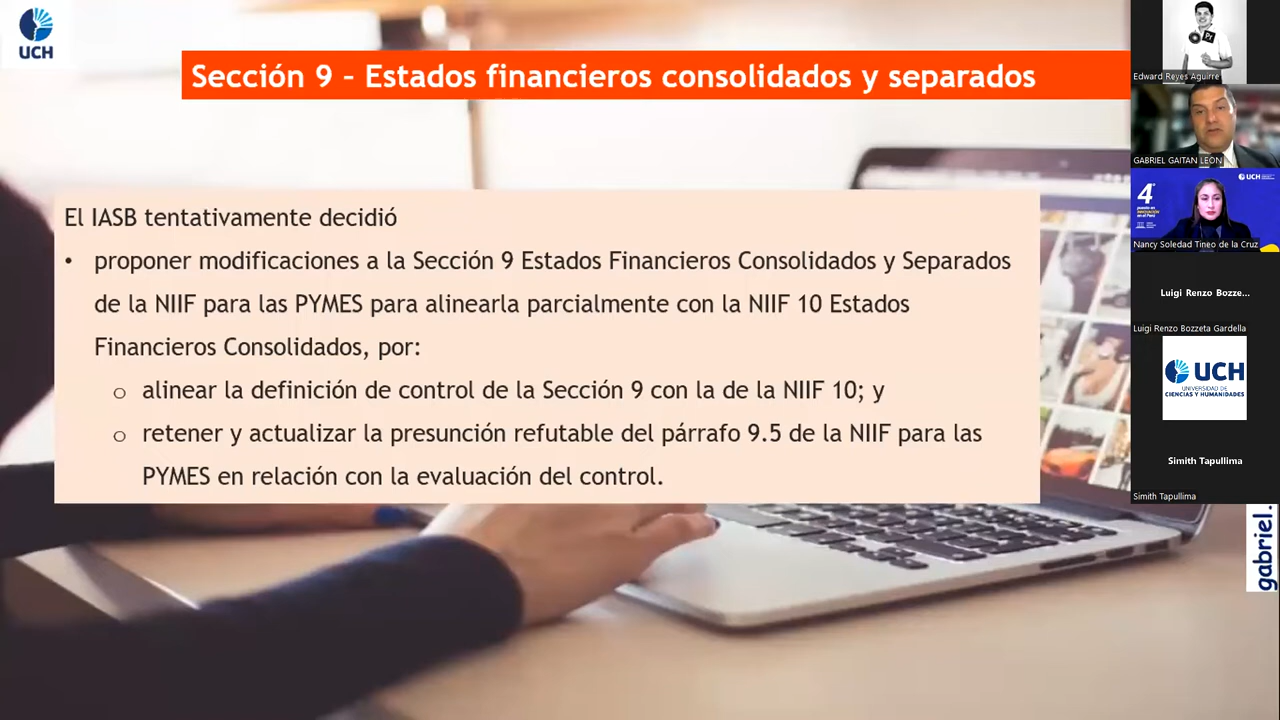 UCH
Sección 9 – Estados financieros consolidados y separados
El IASB tentativamente decidió
• proponer modificaciones a la Sección 9 Estados Financieros Consolidados y Separados
de la NIIF para las PYMES para alinearla parcialmente con la NIIF 10 Estados
Financieros Consolidados, por:
o alinear la definición de control de la Sección 9 con la de la NIIF 10; y
o retener y actualizar la presunción refutable del párrafo 9.5 de la NIIF para las
PYMES en relación con la evaluación del control.
Pr
Edward Reyes Aguirre
GABRIEL GAITAN LEON
UCH
4
Nancy Soledad Tineo de la Cruz
Luigi Renzo Bozze...
Luigi Renzo Bozzeta Gardella
UCH
UNIVERSIDAD DE
CIENCIAS Y HUMANIDADES
Simith Tapullima
Simith Tapullima
gabriel.